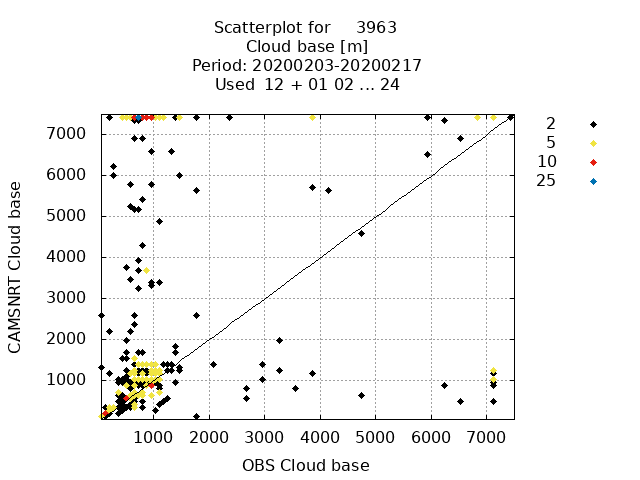 Scatterplot for 3963
Cloud base [m]
Period: 20200203-20200217
Used 12 + 01 02 ... 24
2
5
10
25
7000
6000
5000
4000
3000
2000
1000
CAMSNRT Cloud base
1000 2000 3000 4000 5000 6000 7000
OBS Cloud base